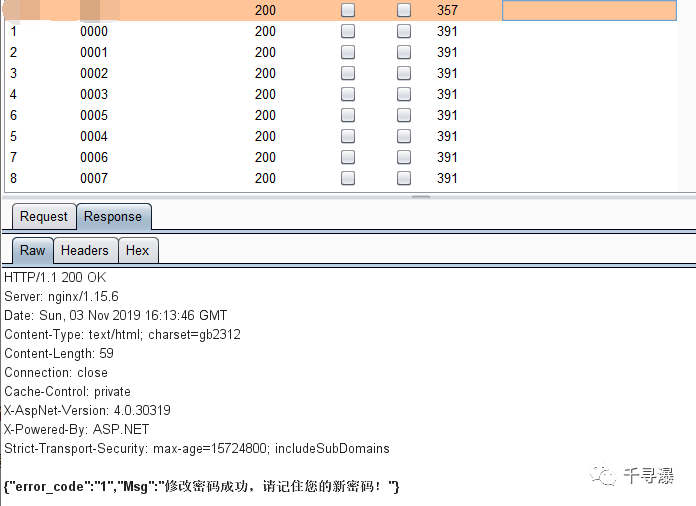 200 357
1 0000 200 391
2 0001 200 391
3 0002 200 391
4 0003 200 391
6 0005 200 391
5 0004 200 391
7 0006 200 391
8 0007 200 391
Request Response
Raw Headers Hex
HTTP/1.1 200 OK
Server: nginx/1.15.6
Date: Sun, 03 Nov 2019 16:13:46 GMT
Content-Type: text/html; charset=gb2312
Content-Length: 59
Connection: close
Cache-Control: private
X-AspNet-Version: 4.0.30319
X-Powered-By: ASP.NET
Strict-Transport-Security: max-age=15724800; includeSubDomains
{"error_code":"1","Msg":"修改密码成功，请记住您的新密码！"}
千寻瀑